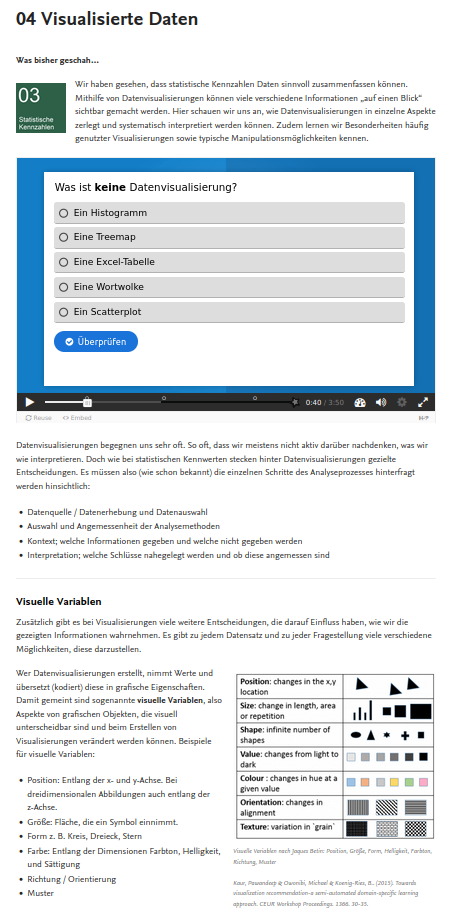 04 Visualisierte Daten
Was bisher geschah...
03
Statistische
Kennzahlen
Wir haben gesehen, dass statistische Kennzahlen Daten sinnvoll zusammenfassen können.
Mithilfe von Datenvisualisierungen können viele verschiedene Informationen „auf einen Blick“
sichtbar gemacht werden. Hier schauen wir uns an, wie Datenvisualisierungen in einzelne Aspekte
zerlegt und systematisch interpretiert werden können. Zudem lernen wir Besonderheiten häufig
genutzter Visualisierungen sowie typische Manipulationsmöglichkeiten kennen.
Was ist keine Datenvisualisierung?
Ein Histogramm
Eine Treemap
Eine Excel-Tabelle
Eine Wortwolke
Ein Scatterplot
Überprüfen
0:40 / 3:50
Reuse <> Embed H-P
Datenvisualisierungen begegnen uns sehr oft. So oft, dass wir meistens nicht aktiv darüber nachdenken, was wir
wie interpretieren. Doch wie bei statistischen Kennwerten stecken hinter Datenvisualisierungen gezielte
Entscheidungen. Es müssen also (wie schon bekannt) die einzelnen Schritte des Analyseprozesses hinterfragt
werden hinsichtlich:
• Datenquelle / Datenerhebung und Datenauswahl
• Auswahl und Angemessenheit der Analysemethoden
• Kontext; welche Informationen gegeben und welche nicht gegeben werden
• Interpretation; welche Schlüsse nahegelegt werden und ob diese angemessen sind
Visuelle Variablen
Zusätzlich gibt es bei Visualisierungen viele weitere Entscheidungen, die darauf Einfluss haben, wie wir die
gezeigten Informationen wahrnehmen. Es gibt zu jedem Datensatz und zu jeder Fragestellung viele verschiedene
Möglichkeiten, diese darzustellen.
Wer Datenvisualisierungen erstellt, nimmt Werte und
übersetzt (kodiert) diese in grafische Eigenschaften.
Damit gemeint sind sogenannte visuelle Variablen, also
Aspekte von grafischen Objekten, die visuell
unterscheidbar sind und beim Erstellen von
Visualisierungen verändert werden können. Beispiele
für visuelle Variablen:
• Position: Entlang der x- und y-Achse. Bei
dreidimensionalen Abbildungen auch entlang der
z-Achse.
• Größe: Fläche, die ein Symbol einnimmt.
• Form z. B. Kreis, Dreieck, Stern
• Farbe: Entlang der Dimensionen Farbton, Helligkeit,
und Sättigung
• Richtung / Orientierung
• Muster
Position: changes in the x,y
location
Size: change in length, area
or repetition
Shape: infinite number of
shapes
Value: changes from light to
dark
Colour : changes in hue at a
given value
Orientation: changes in
alignment
Texture: variation in `grain`
Visuelle Variablen nach Jaques Betin: Position, Größe, Form, Helligkeit, Farbton,
Richtung, Muster
Kaur, Pawandeep & Owonibi, Michael & Koenig-Ries, B.. (2015). Towards
visualization recommendation-a semi-automated domain-specific learning
approach. CEUR Workshop Proceedings. 1366. 30-35.